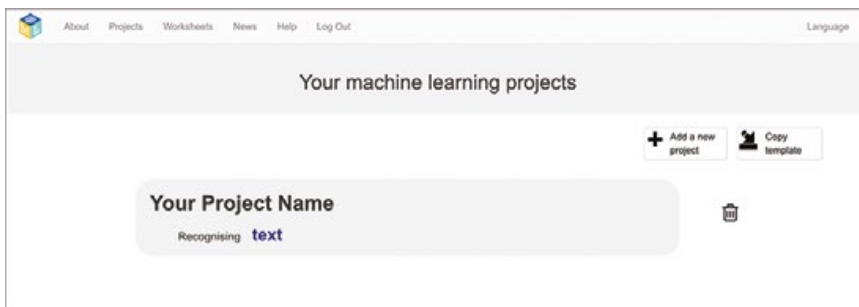 About Projects Worksheets News Help Log Out Language
Your machine learning projects
Add a new project
Copy template
Your Project Name
Recognising text